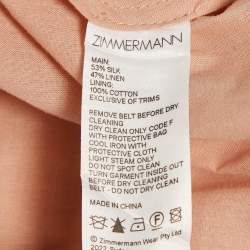 ZIMMERMANN
MAIN:
53% SILK
47% LINEN
LINING:
100% COTTON
EXCLUSIVE OF TRIMS
REMOVE BELT BEFORE DRY
CLEANING
DRY CLEAN ONLY CODE F
WITH PROTECTIVE BAG
COOL IRON WITH
PROTECTIVE CLOTH
LIGHT STEAM ONLY
DO NOT SPOT CLEAN
TURN GARMENT INSIDE OUT
BEFORE DRY CLEANING
BELT - DO NOT DRY CLEAN
MADE IN CHINA
© Zimmermann Wear Pty Ltd